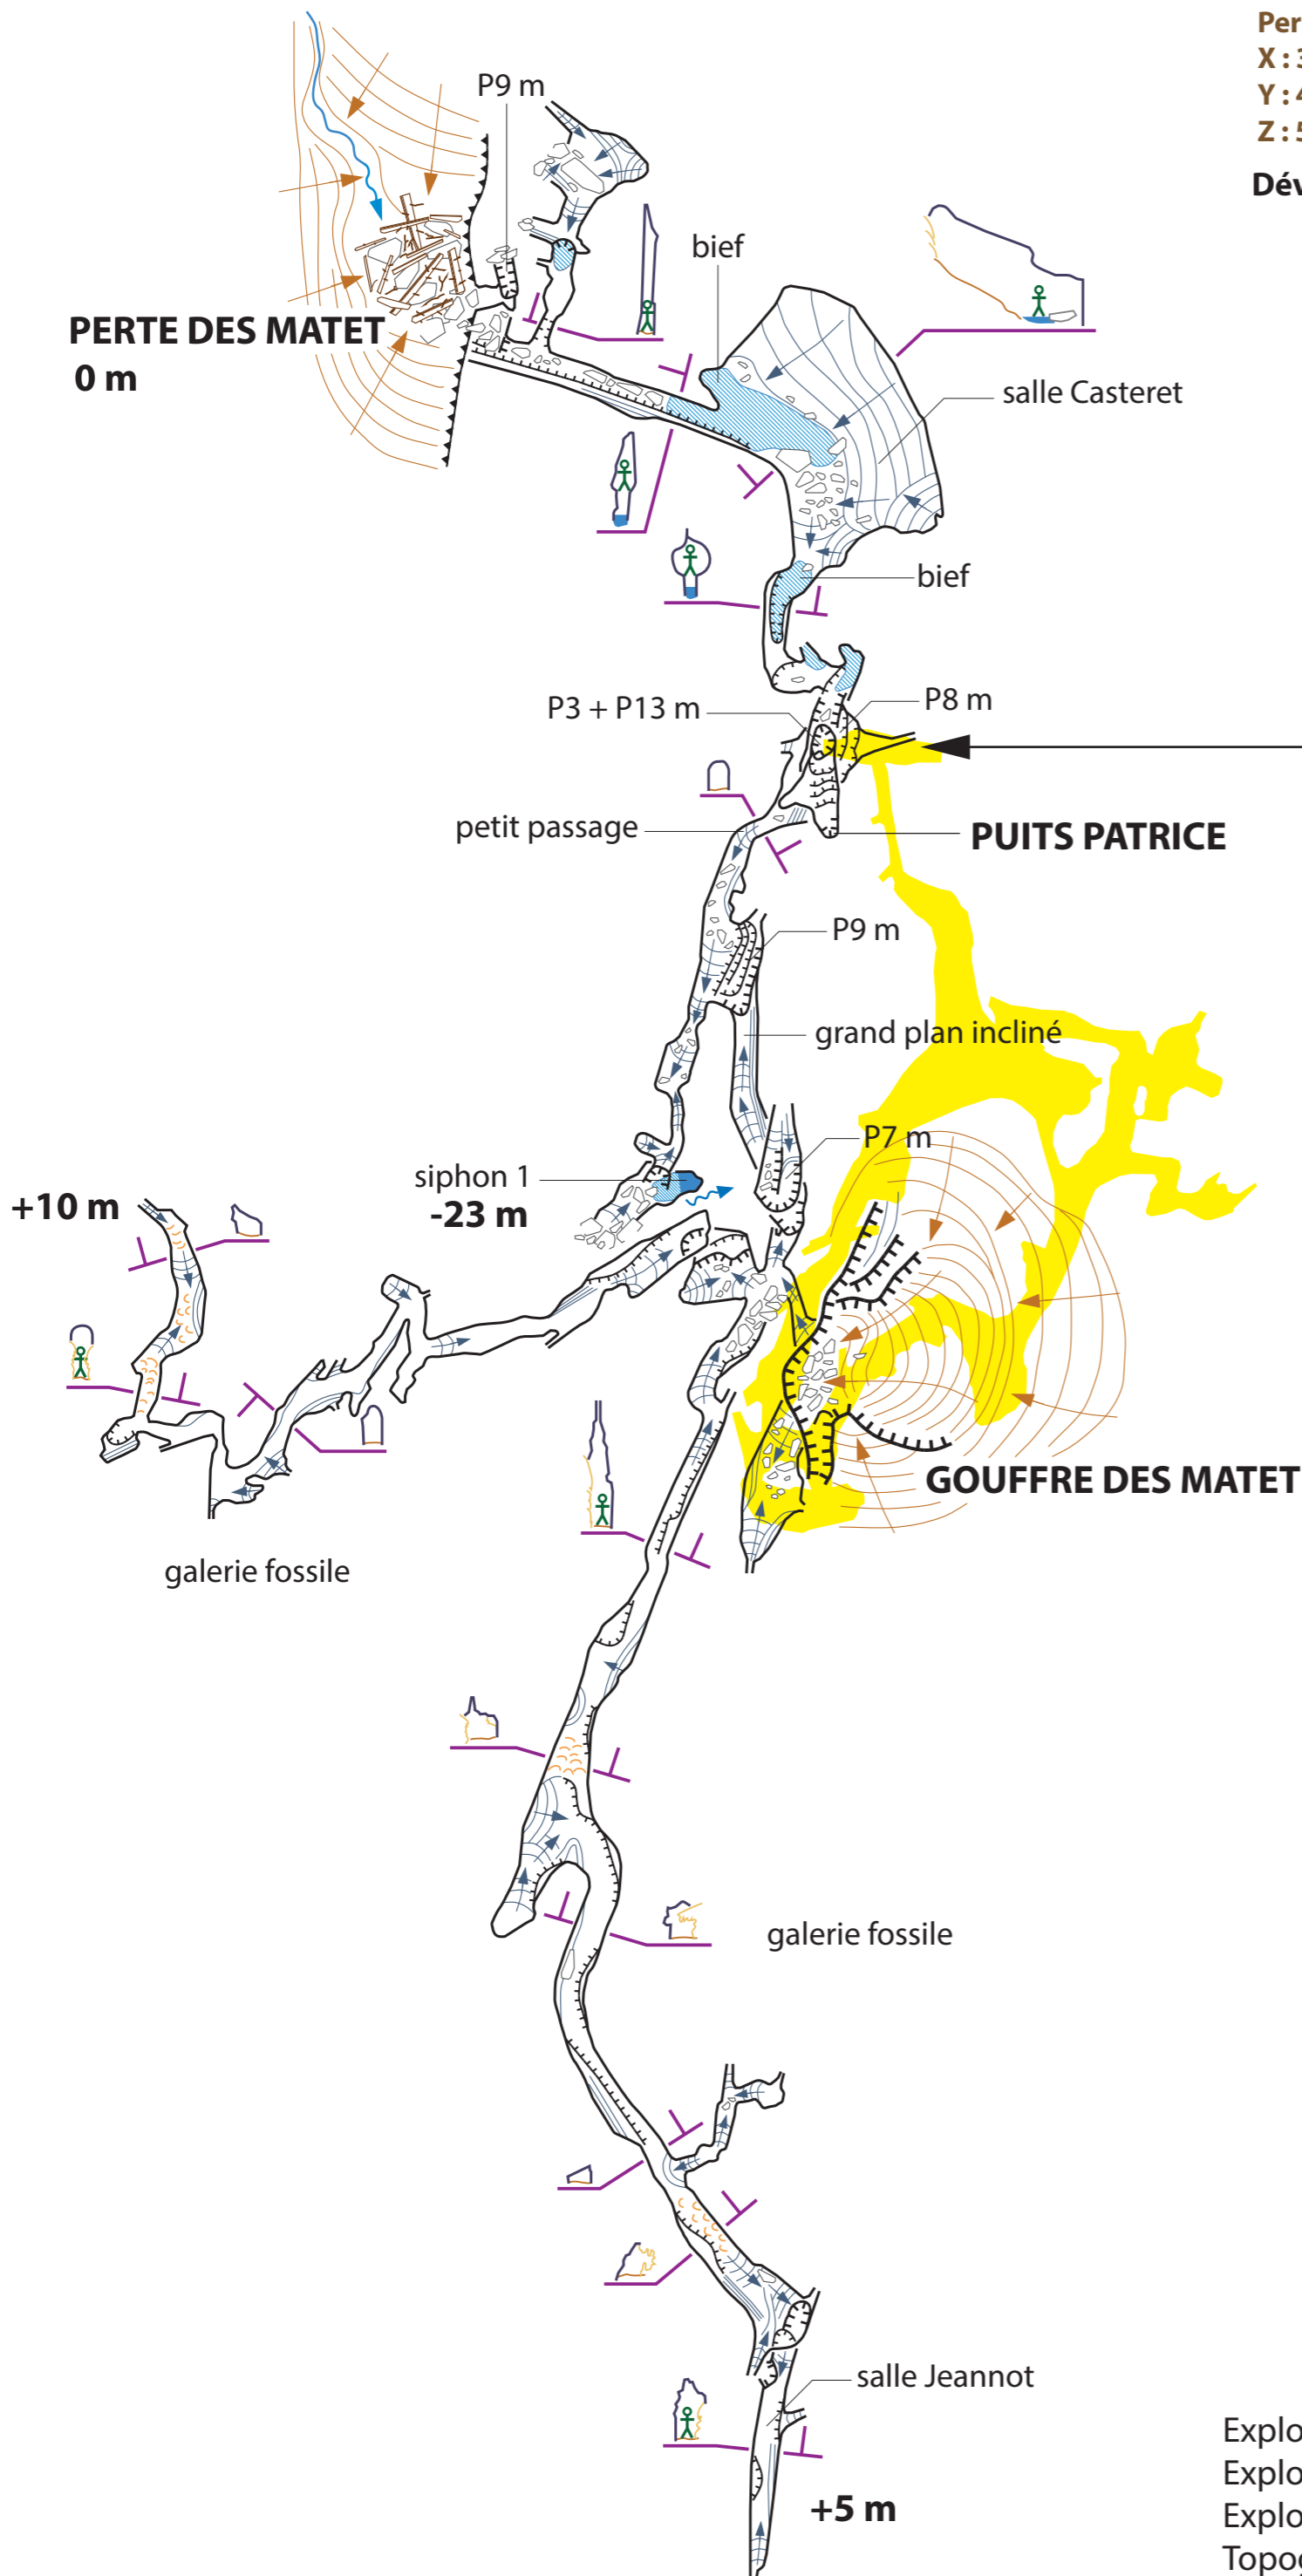 Per
X : 3
P9 m
Y : 4
Z : 5
Dév
bief
PERTE DES MATET
0 m
salle Casteret
bief
P3 + P13 m
P8 m
petit passage
PUITS PATRICE
P9 m
grand plan incliné
P7 m
siphon 1
-23 m
+10 m
GOUFFRE DES MATET
galerie fossile
galerie fossile
salle Jeannot
+5 m
Explo
Explo
Explo
Topog